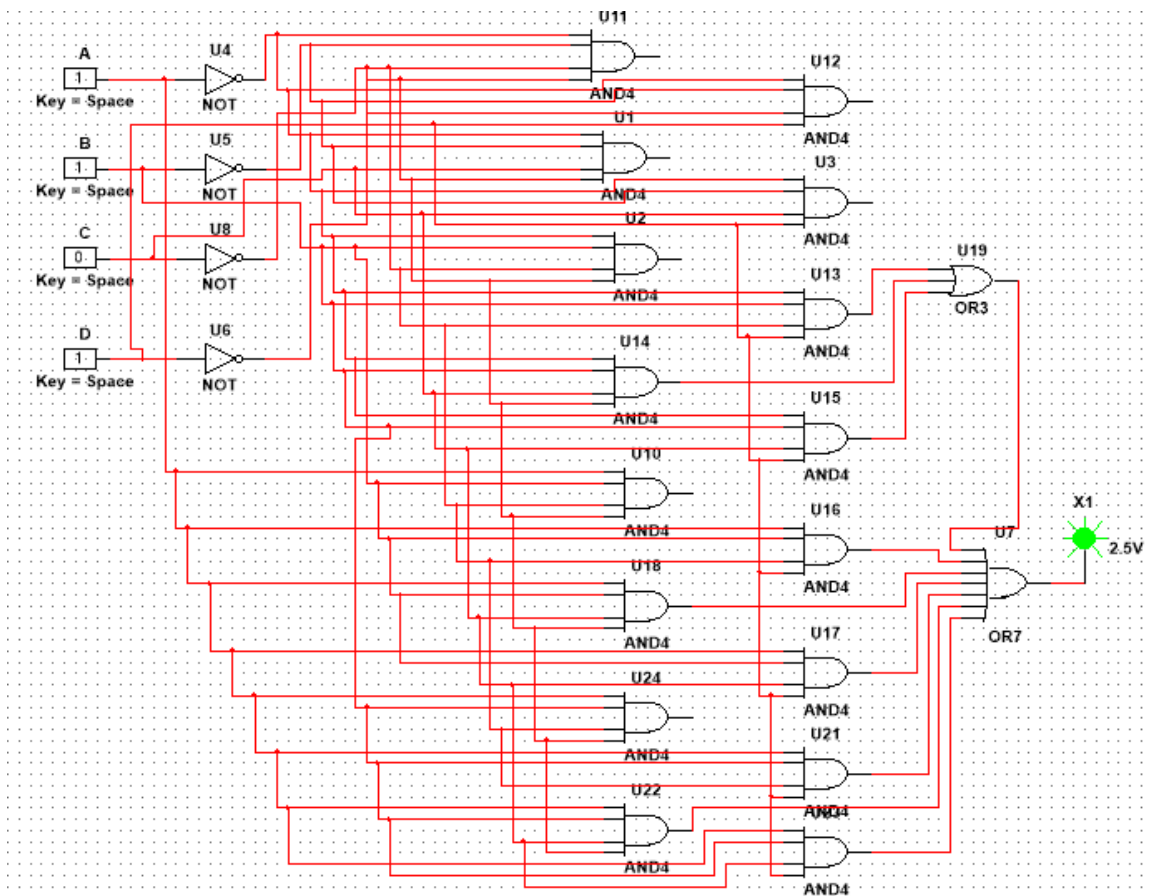 U11
A
U4
1
Key = Space
NOT
AND4
U12
U1
AND4
B
U5
1
Key = Space
NOT
AND4
U3
U2
AND4
C
U8
0
Key = Space
NOT
AND4
U13
U19
OR3
D
U6
1
Key = Space
NOT
U14
AND4
AND4
U15
U10
AND4
AND4
U16
X1
2.5V
U7
U18
AND4
OR7
AND4
U17
U24
AND4
AND4
U21
U22
AND4
AND4
AND4